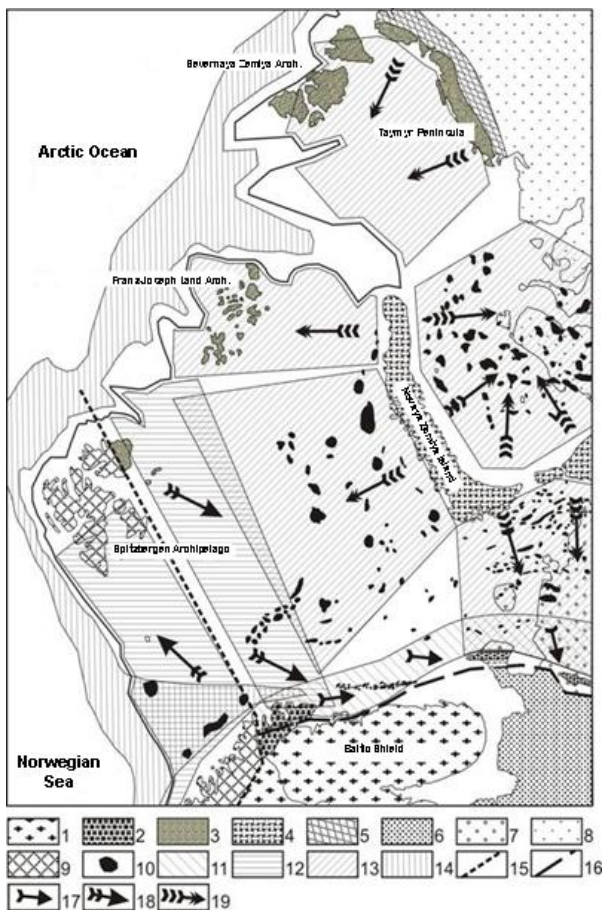 Severnaya Zemlya Arch.
Arctic Ocean
Taymyr Peninsula
Frans Joseph Land Arch.
Novaya Zemlya Island
Spitzbergen Archipelago
Norwegian
Sea
Baltic Shield
1 2 3 4 5 6 7 8
9 10 11 12 13 14 15 16
17 18 19